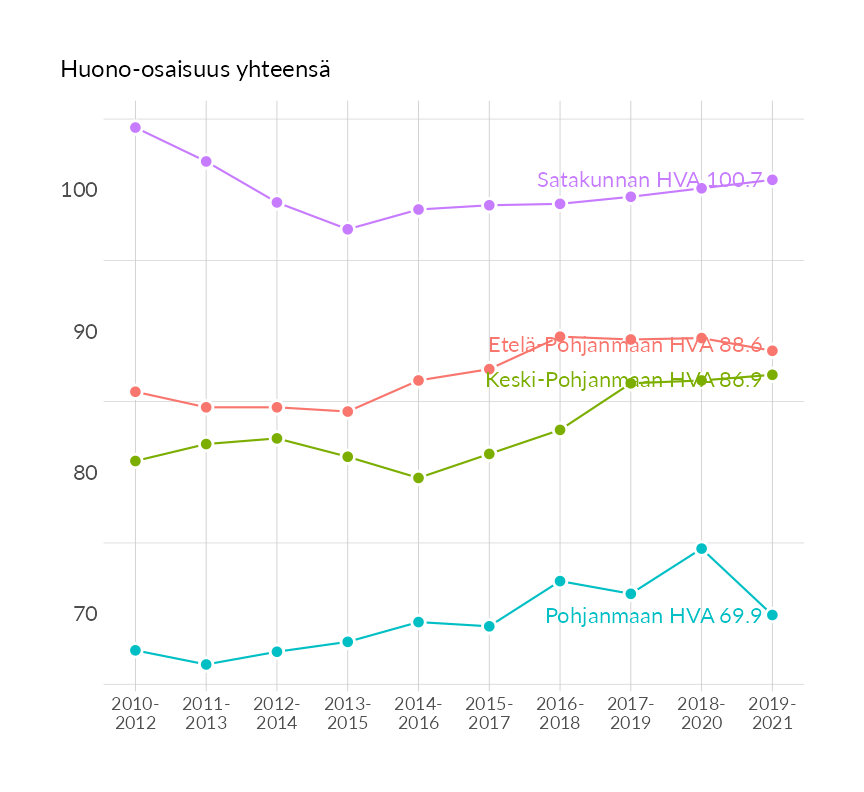 Huono-osaisuus yhteensä
100
90
80
70
Satakunnan HVA 100.7
Etelä-Pohjanmaan HVA 88.6
Keski-Pohjanmaan HVA 86.9
Pohjanmaan HVA 69.9
2010- 2011- 2012- 2013- 2014- 2015- 2016- 2017- 2018- 2019-
2012 2013 2014 2015 2016 2017 2018 2019 2020 2021